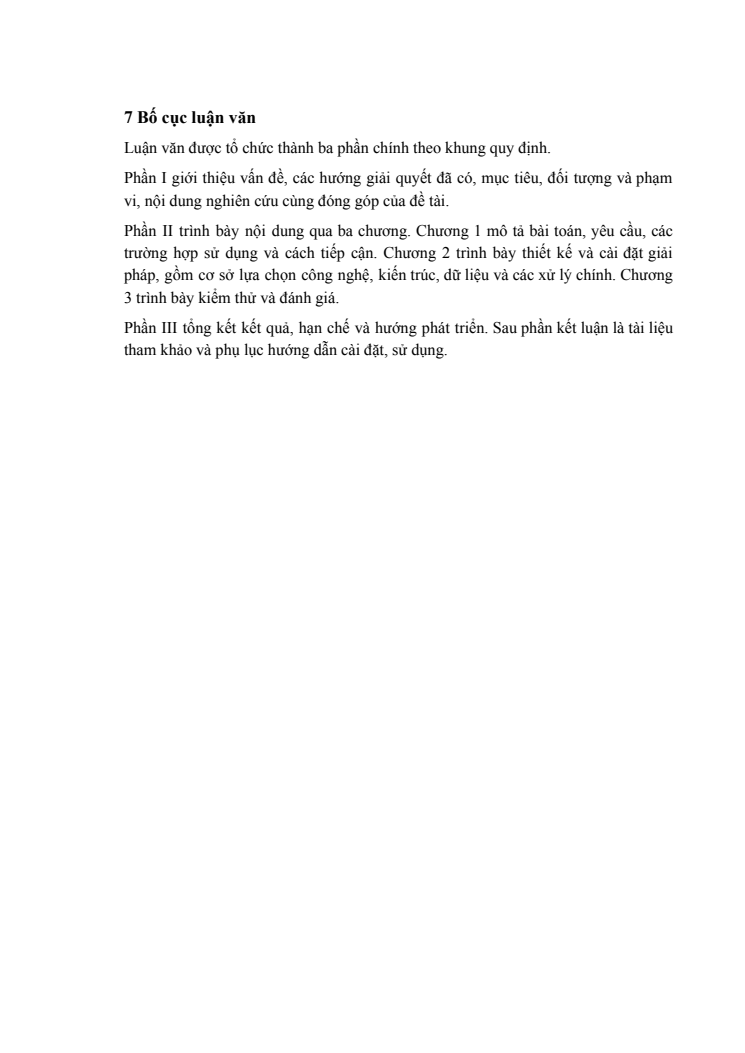 7 Bố cục luận văn
Luận văn được tổ chức thành ba phần chính theo khung quy định.
Phần I giới thiệu vấn đề, các hướng giải quyết đã có, mục tiêu, đối tượng và phạm
vi, nội dung nghiên cứu cùng đóng góp của đề tài.
Phần II trình bày nội dung qua ba chương. Chương 1 mô tả bài toán, yêu cầu, các
trường hợp sử dụng và cách tiếp cận. Chương 2 trình bày thiết kế và cài đặt giải
pháp, gồm cơ sở lựa chọn công nghệ, kiến trúc, dữ liệu và các xử lý chính. Chương
3 trình bày kiểm thử và đánh giá.
Phần III tổng kết kết quả, hạn chế và hướng phát triển. Sau phần kết luận là tài liệu
tham khảo và phụ lục hướng dẫn cài đặt, sử dụng.